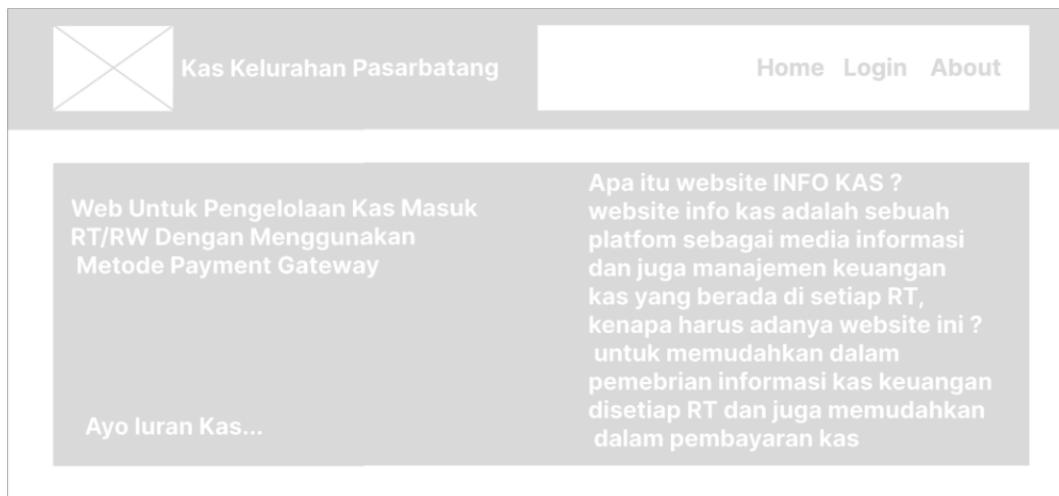 Kas Kelurahan Pasarbatang
Home Login About
Web Untuk Pengelolaan Kas Masuk
RT/RW Dengan Menggunakan
Metode Payment Gateway
Ayo Iuran Kas...
Apa itu website INFO KAS ?
website info kas adalah sebuah
platfom sebagai media informasi
dan juga manajemen keuangan
kas yang berada di setiap RT,
kenapa harus adanya website ini ?
untuk memudahkan dalam
pemebrian informasi kas keuangan
disetiap RT dan juga memudahkan
dalam pembayaran kas